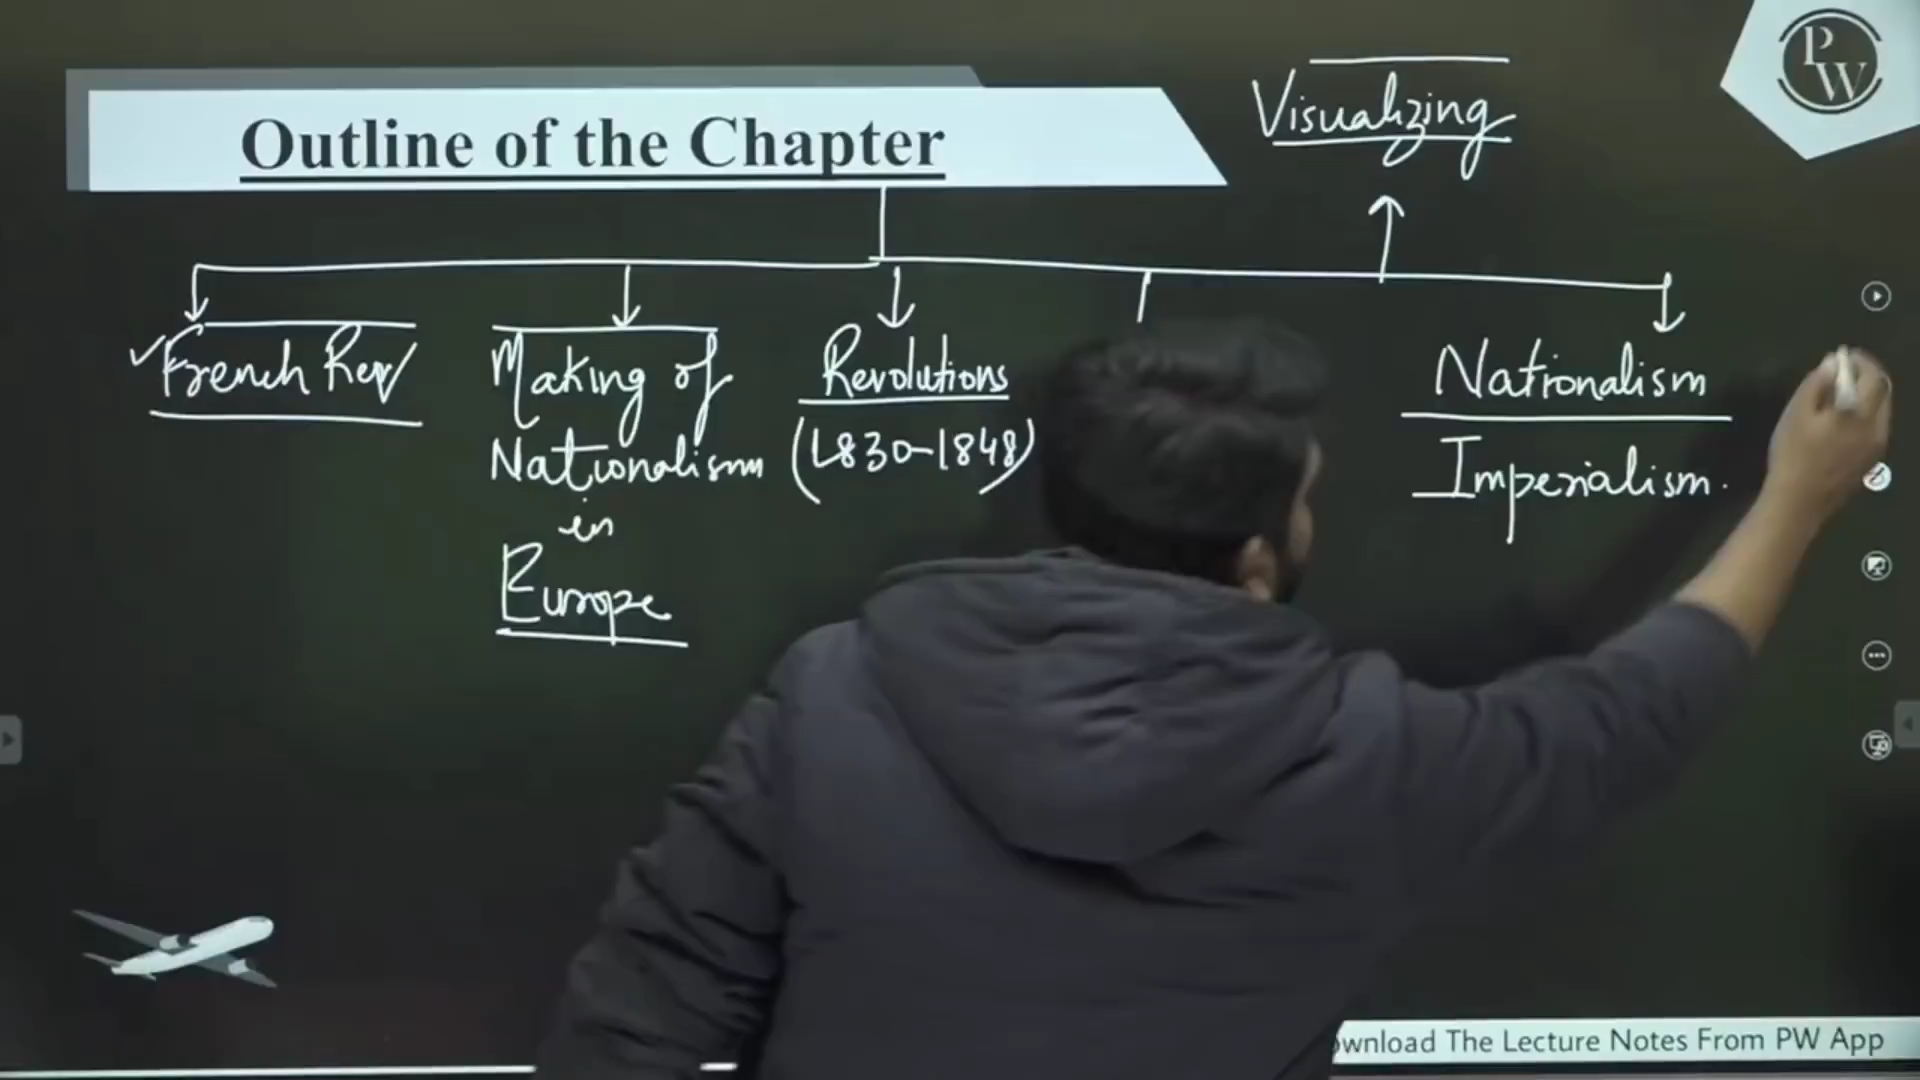 PW
Visualizing
Outline of the Chapter
French Rev
Making of
Nationalism
in
Europe
Revolutions
(1830-1848)
Nationalism
Imperialism.
wnload The Lecture Notes From PW App